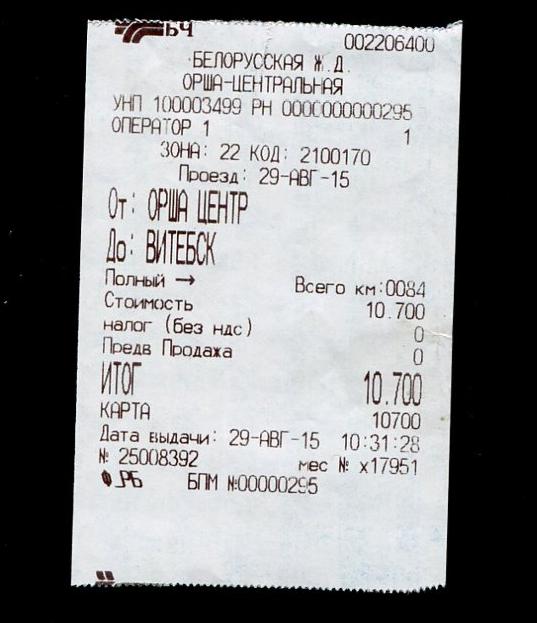 БЧ
002206400
БЕЛОРУССКАЯ Ж.Д.
ОРША-ЦЕНТРАЛЬНАЯ
УНП 100003499 РН 0000000000295
ОПЕРАТОР 1 1
ЗОНА: 22 КОД: 2100170
Проезд: 29-АВГ-15
От: ОРША ЦЕНТР
До: ВИТЕБСК
Полный → Всего км:0084
Стоимость 10.700
налог (без ндс) 0
Предв Продажа 0
ИТОГ 10.700
КАРТА 10700
Дата выдачи: 29-АВГ-15 10:31:28
№ 25008392 мес № x17951
РБ БПМ №00000295